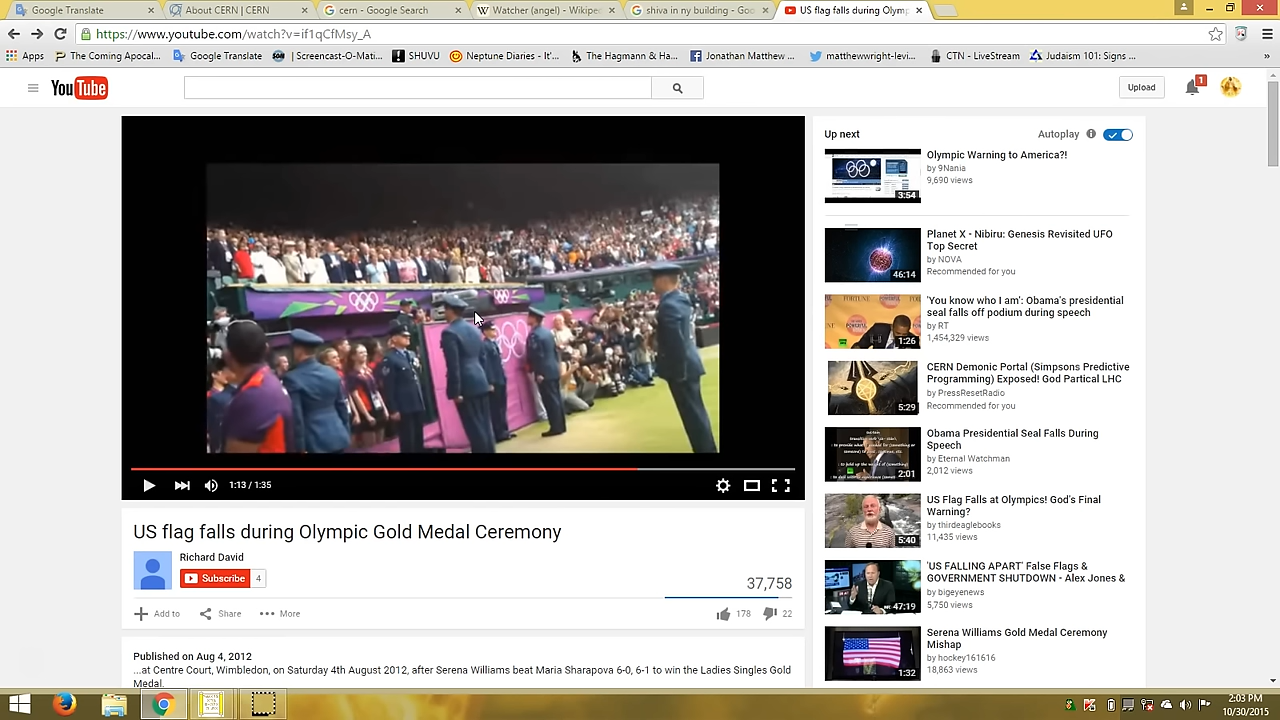 Google Translate
About CERN | CERN
cern - Google Search
Watcher (angel) - Wikipe
shiva in ny building - Goo
US flag falls during Olymp
https://www.youtube.com/watch?v=if1qCfMsy_A
Apps
The Coming Apocal...
Google Translate
| Screencast-O-Mati...
SHUVU
Neptune Diaries - It'...
The Hagmann & Ha...
Jonathan Matthew ...
matthewwright-levi...
CTN - LiveStream
Judaism 101: Signs ...
»
YouTube
Upload
1
Up next
Autoplay
Olympic Warning to America?!
by 9Nania
9,690 views
3:54
Planet X - Nibiru: Genesis Revisited UFO
Top Secret
by NOVA
Recommended for you
46:14
'You know who I am': Obama's presidential
seal falls off podium during speech
by RT
1,454,329 views
1:26
CERN Demonic Portal (Simpsons Predictive
Programming) Exposed! God Partical LHC
by PressResetRadio
Recommended for you
5:29
Obama Presidential Seal Falls During
Speech
by Eternal Watchman
2,012 views
2:01
US Flag Falls at Olympics! God's Final
Warning?
by thirdeaglebooks
11,435 views
5:40
'US FALLING APART' False Flags &
GOVERNMENT SHUTDOWN - Alex Jones &
by bigeyenews
5,750 views
47:19
Serena Williams Gold Medal Ceremony
Mishap
by hockey161616
18,863 views
1:32
1:13 / 1:35
US flag falls during Olympic Gold Medal Ceremony
Richard David
Subscribe
4
37,758
Add to
Share
More
178
22
2012
...at Centre Court, Wimbledon, on Saturday 4th August 2012 after Serena Williams beat Maria to win the Ladies Singles Gold
Medal
2:03 PM
10/30/2015